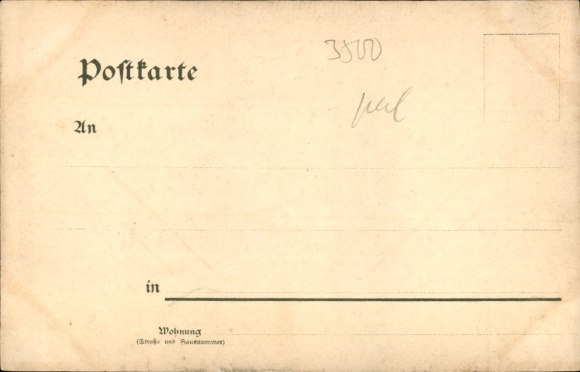 3500
Postkarte
An
in
Wohnung
(Straße und Hausnummer)